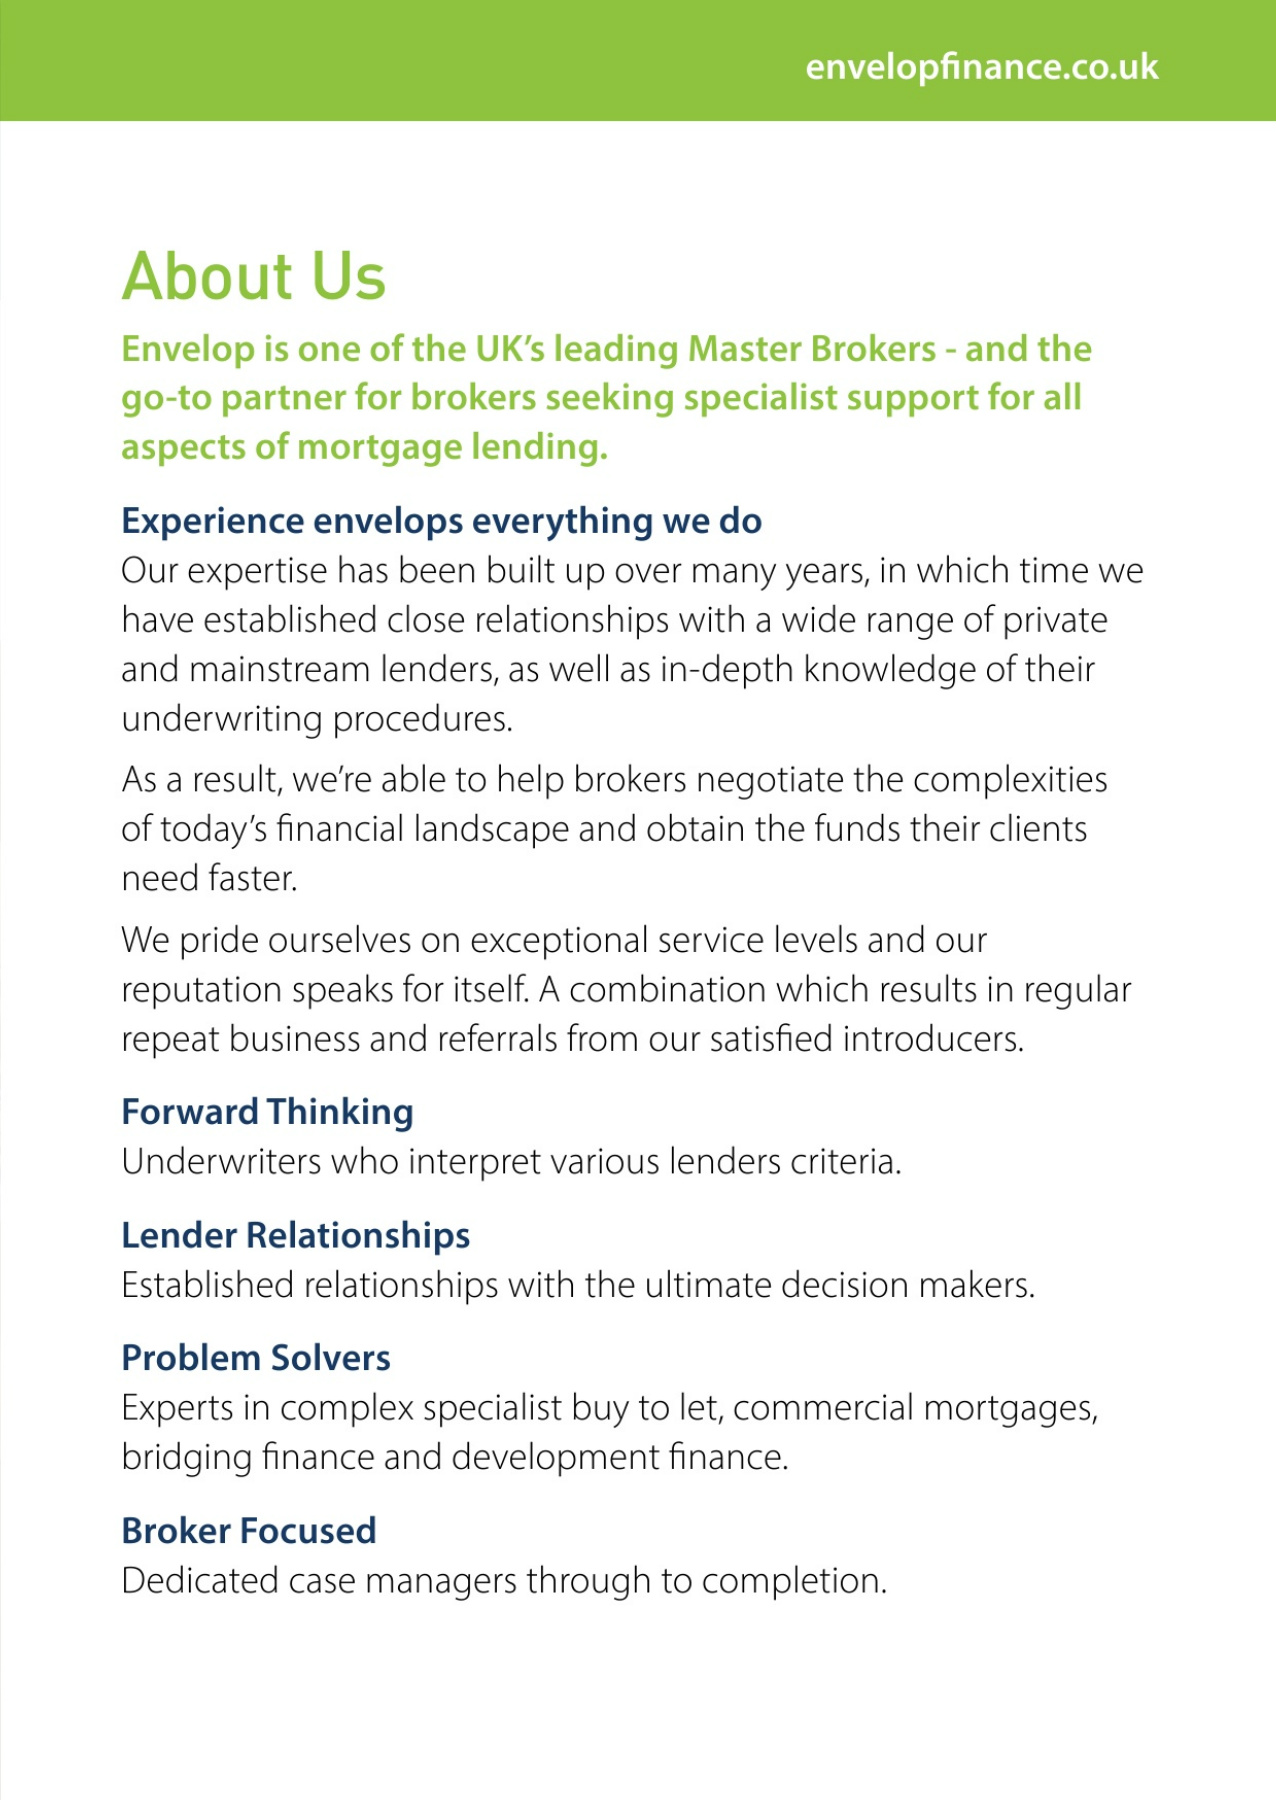 envelopfinance.co.uk
About Us
Envelop is one of the UK’s leading Master Brokers - and the
go-to partner for brokers seeking specialist support for all
aspects of mortgage lending.
Experience envelops everything we do
Our expertise has been built up over many years, in which time we
have established close relationships with a wide range of private
and mainstream lenders, as well as in-depth knowledge of their
underwriting procedures.
As a result, we’re able to help brokers negotiate the complexities
of today’s financial landscape and obtain the funds their clients
need faster.
We pride ourselves on exceptional service levels and our
reputation speaks for itself. A combination which results in regular
repeat business and referrals from our satisfied introducers.
Forward Thinking
Underwriters who interpret various lenders criteria.
Lender Relationships
Established relationships with the ultimate decision makers.
Problem Solvers
Experts in complex specialist buy to let, commercial mortgages,
bridging finance and development finance.
Broker Focused
Dedicated case managers through to completion.